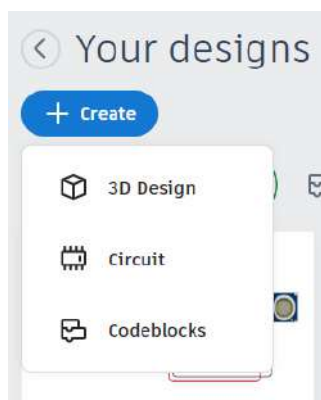 Your designs
+ Create
3D Design
Circuit
Codeblocks